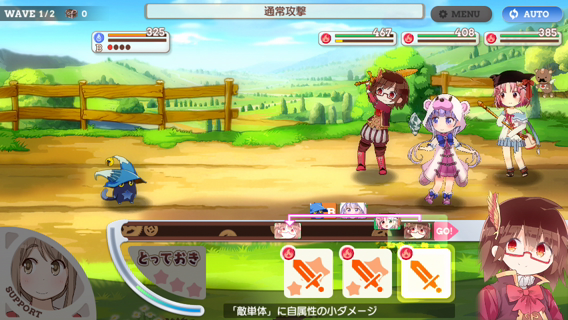 WAVE 1/2 0
通常攻撃
MENU
AUTO
325
467
408
385
GO!
とっておき
SUPPORT
「敵単体」に自属性の小ダメージ